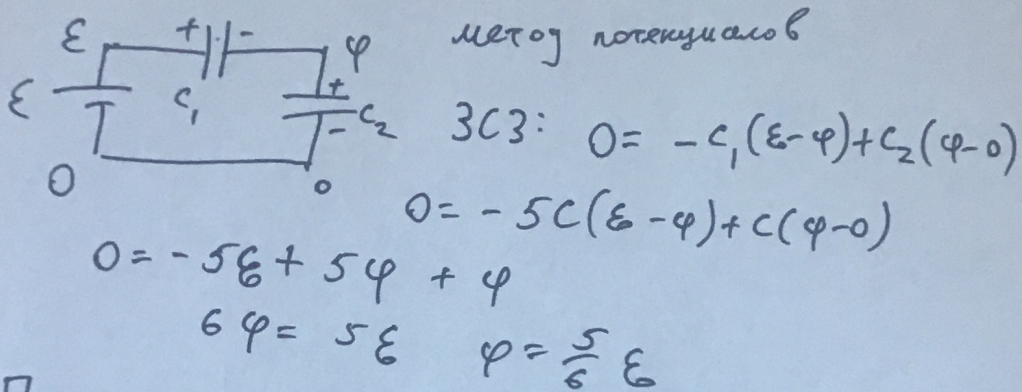 ε + - φ метод потенциалов
ε C₁ + - C₂ ЗСЗ: 0 = - C₁(ε-φ)+C₂(φ-0)
0 0
0 = - 5C(ε-φ)+C(φ-0)
0 = - 5ε + 5φ + φ
6φ = 5ε φ = 5/6 ε